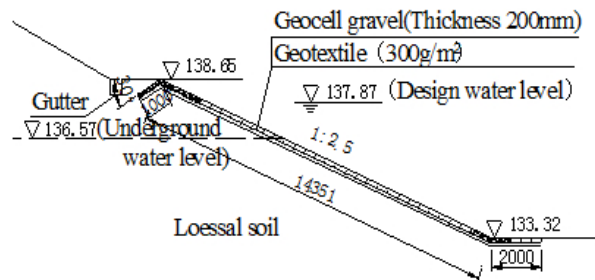 Geocell gravel(Thickness 200mm)
Geotextile (300g/m²)
138.65
137.87 (Design water level)
Gutter
1000
136.57(Underground
water level)
1:2.5
14351
Loessal soil
133.32
2000